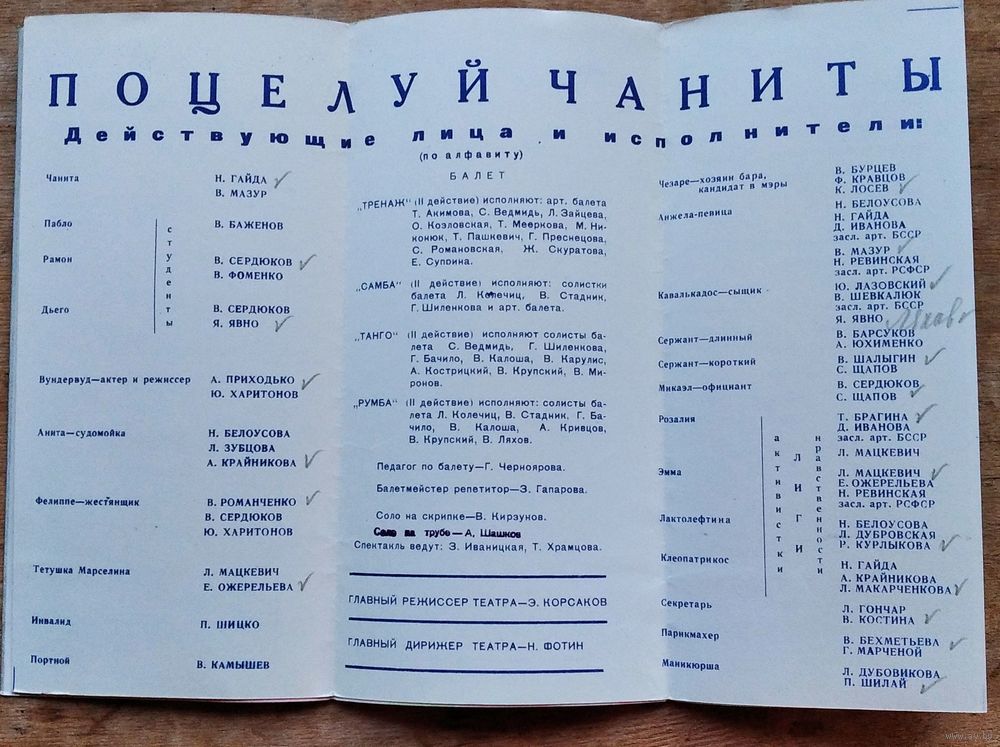 ПОЦЕЛУЙ ЧАНИТЫ
Действующие лица и исполнители:
Чанита Н. ГАЙДА
В. МАЗУР
Пабло В. БАЖЕНОВ
Рамон В. СЕРДЮКОВ
В. ФОМЕНКО
Дьего В. СЕРДЮКОВ
Я. ЯВНО
студенты
Вундервуд—актер и режиссер А. ПРИХОДЬКО
Ю. ХАРИТОНОВ
Анита—судомойка Н. БЕЛОУСОВА
Л. ЗУБЦОВА
А. КРАЙНИКОВА
Фелиппе—жестянщик В. РОМАНЧЕНКО
В. СЕРДЮКОВ
Ю. ХАРИТОНОВ
Тетушка Марселина Л. МАЦКЕВИЧ
Е. ОЖЕРЕЛЬЕВА
Инвалид П. ШИЦКО
Портной В. КАМЫШЕВ
(по алфавиту)
БАЛЕТ
„ТРЕНАЖ“ (II действие) исполняют: арт. балета
Т. Акимова, С. Ведмидь, Л. Зайцева,
О. Козловская, Т. Меeркова, М. Ни-
конюк, Т. Пашкевич, Г. Преснецова,
С. Романовская, Ж. Скуратова,
Е. Суприна.
„САМБА“ (II действие) исполняют: солистки
балета Л. Колечиц, В. Стадник,
Г. Шиленкова и арт. балета.
„ТАНГО“ (II действие) исполняют солисты ба-
лета С. Ведмидь, Г. Шиленкова,
Г. Бачило, В. Калоша, В. Карулис,
А. Кострицкий, В. Крупский, В. Ми-
ронов.
„РУМБА“ (II действие) исполняют: солисты ба-
лета Л. Колечиц, В. Стадник, Г. Ба-
чило, В. Калоша, А. Кривцов,
В. Крупский, В. Ляхов.
Педагог по балету—Г. Черноярова.
Балетмейстер репетитор—З. Гапарова.
Соло на скрипке—В. Кирзунов.
Соло на трубе—А. Шашков
Спектакль ведут: З. Иваницкая, Т. Храмцова.
ГЛАВНЫЙ РЕЖИССЕР ТЕАТРА—Э. КОРСАКОВ
ГЛАВНЫЙ ДИРИЖЕР ТЕАТРА—Н. ФОТИН
Чезаре—хозяин бара,
кандидат в мэры
В. БУРЦЕВ
Ф. КРАВЦОВ
К. ЛОСЕВ
Анжела-певица Н. БЕЛОУСОВА
Н. ГАЙДА
Д. ИВАНОВА
засл. арт. БССР
В. МАЗУР
Н. РЕВИНСКАЯ
засл. арт. РСФСР
Кавалькадос—сыщик Ю. ЛАЗОВСКИЙ
В. ШЕВКАЛЮК
засл. арт. БССР
Я. ЯВНО Ляхов
Сержант—длинный В. БАРСУКОВ
А. ЮХИМЕНКО
Сержант—короткий В. ШАЛЫГИН
С. ЩАПОВ
Микаэл—официант В. СЕРДЮКОВ
С. ЩАПОВ
Розалия Т. БРАГИНА
Д. ИВАНОВА
засл. арт. БССР
Л. МАЦКЕВИЧ
Эмма Л. МАЦКЕВИЧ
Е. ОЖЕРЕЛЬЕВА
Н. РЕВИНСКАЯ
засл. арт. РСФСР
Лактолефтина Н. БЕЛОУСОВА
Л. ДУБРОВСКАЯ
Р. КУРЛЫКОВА
Клеопатрикос Н. ГАЙДА
А. КРАЙНИКОВА
Л. МАКАРЧЕНКОВА
активистки
ЛИГИ
нравственности
Секретарь Л. ГОНЧАР
В. КОСТИНА
Парикмахер В. БЕХМЕТЬЕВА
Г. МАРЧЕНОЙ
Маникюрша Л. ДУБОВИКОВА
П. ШИЛАЙ
www.ay.by